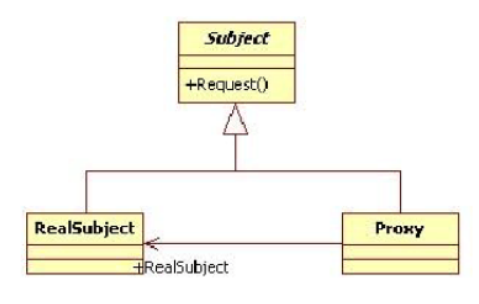 Subject
+Request()
RealSubject
Proxy
+RealSubject